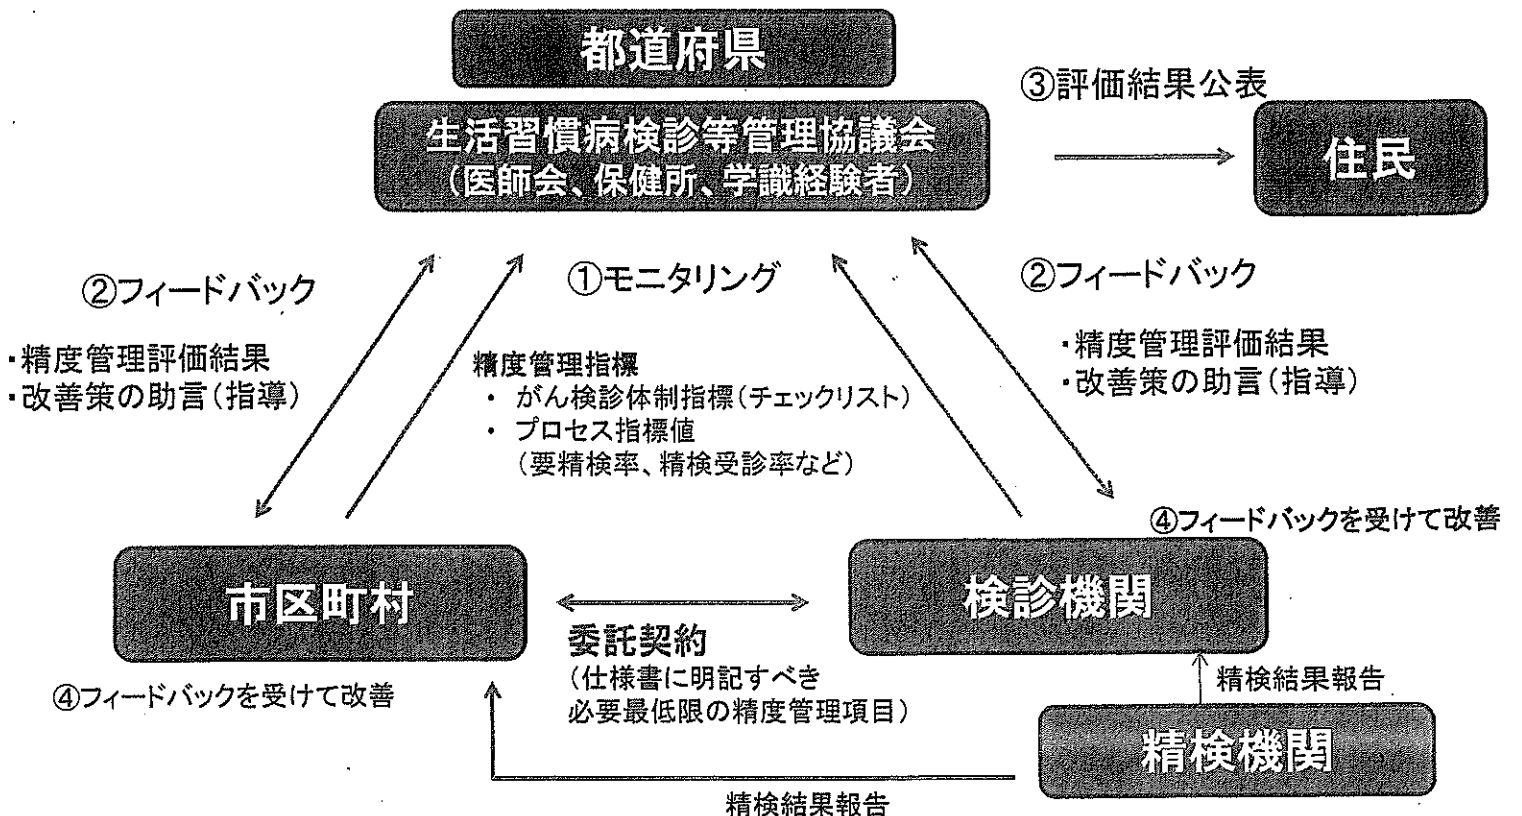 都道府県
生活習慣病検診等管理協議会
（医師会、保健所、学識経験者）
③評価結果公表
住民
②フィードバック
・精度管理評価結果
・改善策の助言（指導）
①モニタリング
精度管理指標
・ がん検診体制指標（チェックリスト）
・ プロセス指標値
（要精検率、精検受診率など）
②フィードバック
・精度管理評価結果
・改善策の助言（指導）
④フィードバックを受けて改善
市区町村
検診機関
委託契約
（仕様書に明記すべき
必要最低限の精度管理項目）
④フィードバックを受けて改善
精検結果報告
精検機関
精検結果報告